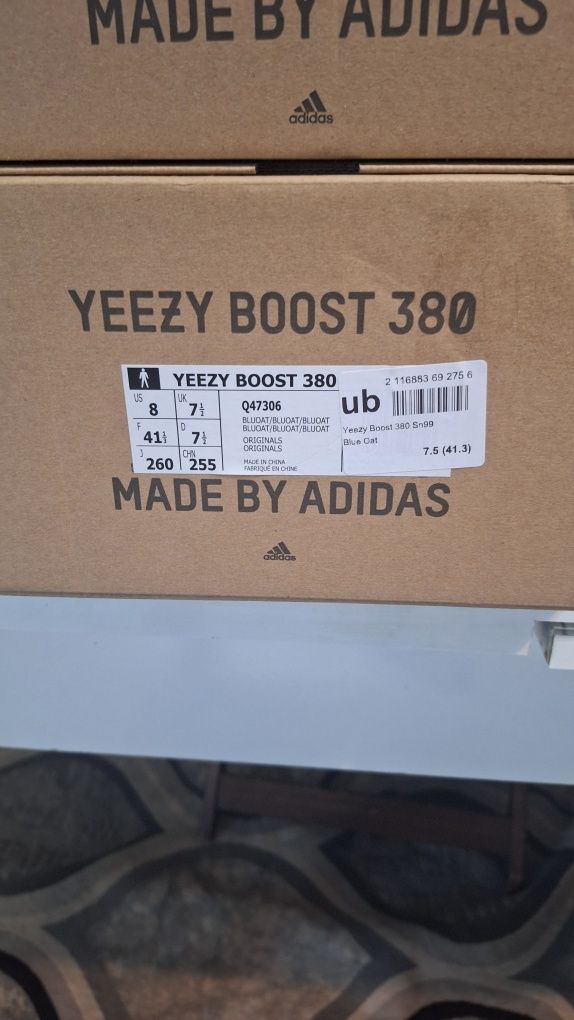 MADE BY ADIDAS
adidas
YEEZY BOOST 380
YEEZY BOOST 380
US
8
UK
7½
F
41⅓
D
7½
J
260
CHN
255
Q47306
BLUOAT/BLUOAT/BLUOAT
BLUOAT/BLUOAT/BLUOAT
ORIGINALS
ORIGINALS
MADE IN CHINA
FABRIQUÉ EN CHINE
ub
2 116883 69 275 6
Yeezy Boost 380 Sn99
Blue Oat
7.5 (41.3)
MADE BY ADIDAS
adidas